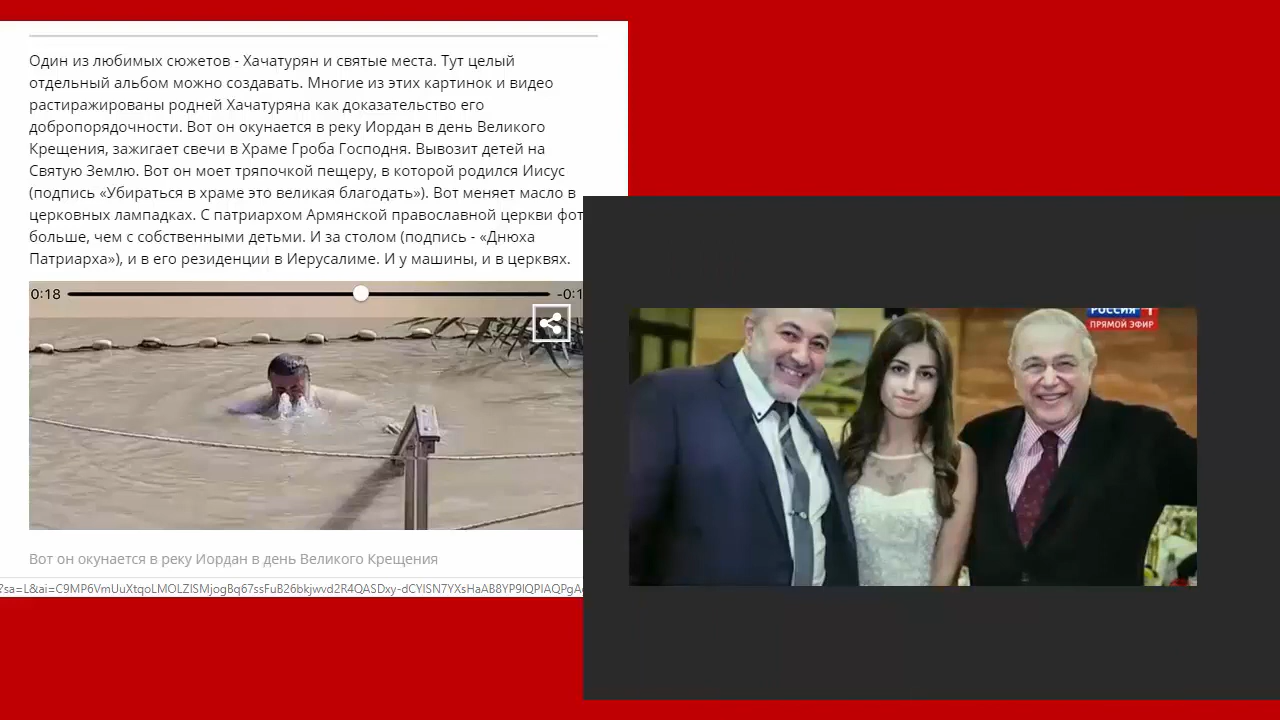 Один из любимых сюжетов - Хачатурян и святые места. Тут целый
отдельный альбом можно создавать. Многие из этих картинок и видео
растиражированы родней Хачатуряна как доказательство его
добропорядочности. Вот он окунается в реку Иордан в день Великого
Крещения, зажигает свечи в Храме Гроба Господня. Вывозит детей на
Святую Землю. Вот он моет тряпочкой пещеру, в которой родился Иисус
(подпись «Убираться в храме это великая благодать»). Вот меняет масло в
церковных лампадках. С патриархом Армянской православной церкви фот
больше, чем с собственными детьми. И за столом (подпись - «Днюха
Патриарха»), и в его резиденции в Иерусалиме. И у машины, и в церквях.
0:18
-0:1
Вот он окунается в реку Иордан в день Великого Крещения
РОССИЯ 1
ПРЯМОЙ ЭФИР